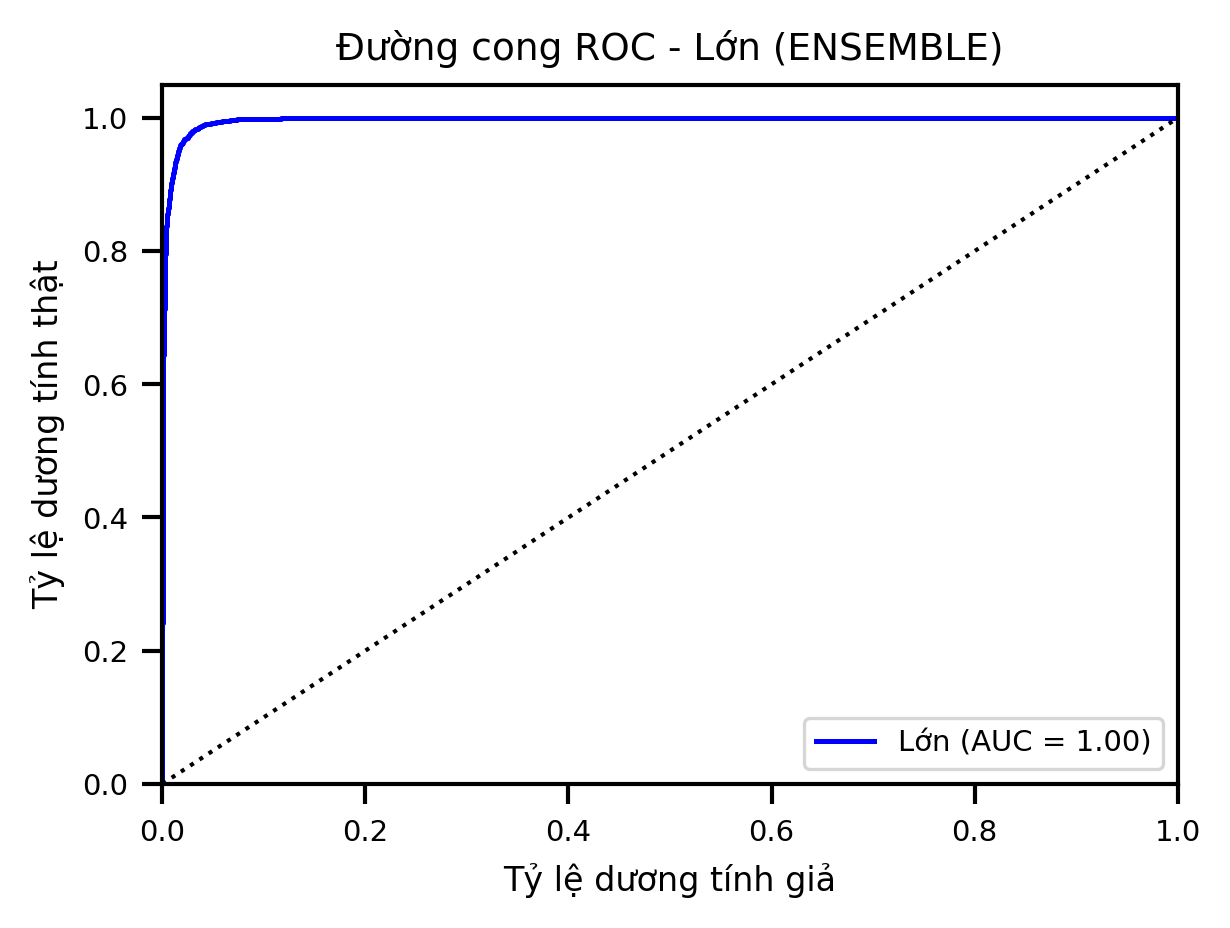 Đường cong ROC - Lớn (ENSEMBLE)
Tỷ lệ dương tính thật
1.0
0.8
0.6
0.4
0.2
0.0
Lớn (AUC = 1.00)
0.0 0.2 0.4 0.6 0.8 1.0
Tỷ lệ dương tính giả